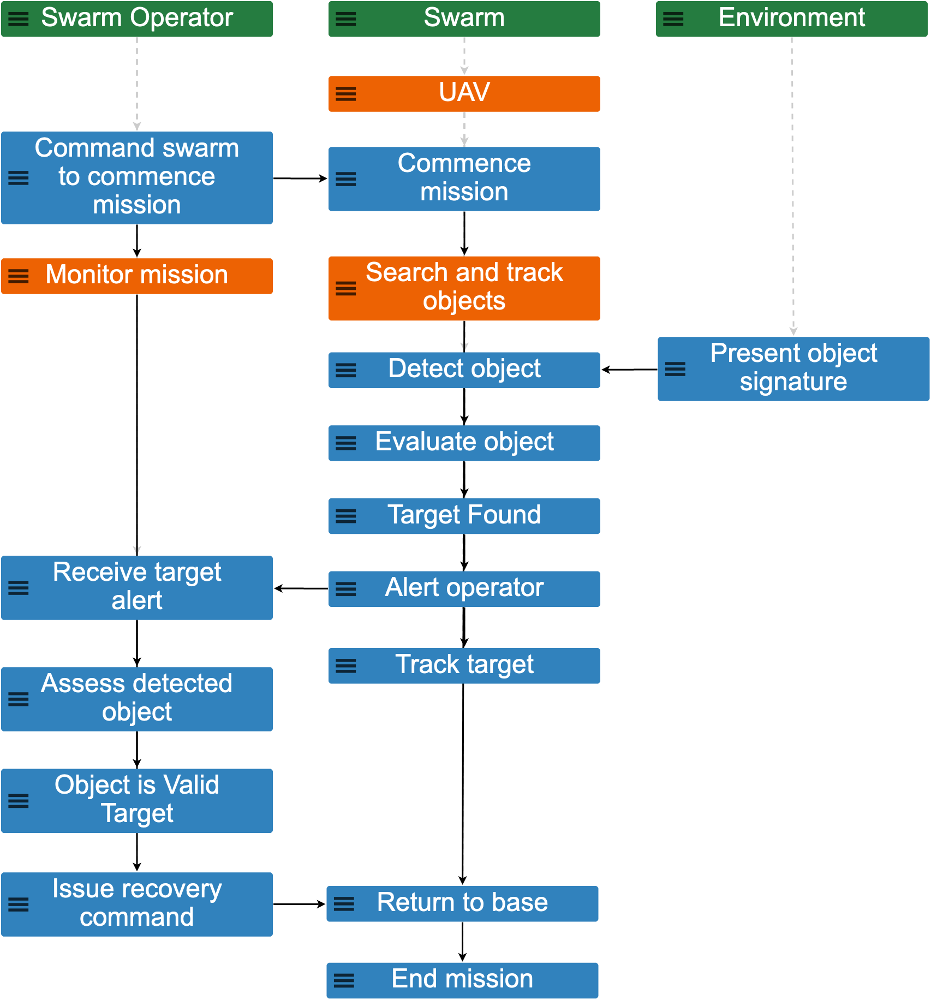 Swarm Operator
Swarm
Environment
UAV
Command swarm
to commence
mission
Commence
mission
Monitor mission
Search and track
objects
Present object
signature
Detect object
Evaluate object
Target Found
Receive target
alert
Alert operator
Track target
Assess detected
object
Object is Valid
Target
Issue recovery
command
Return to base
End mission